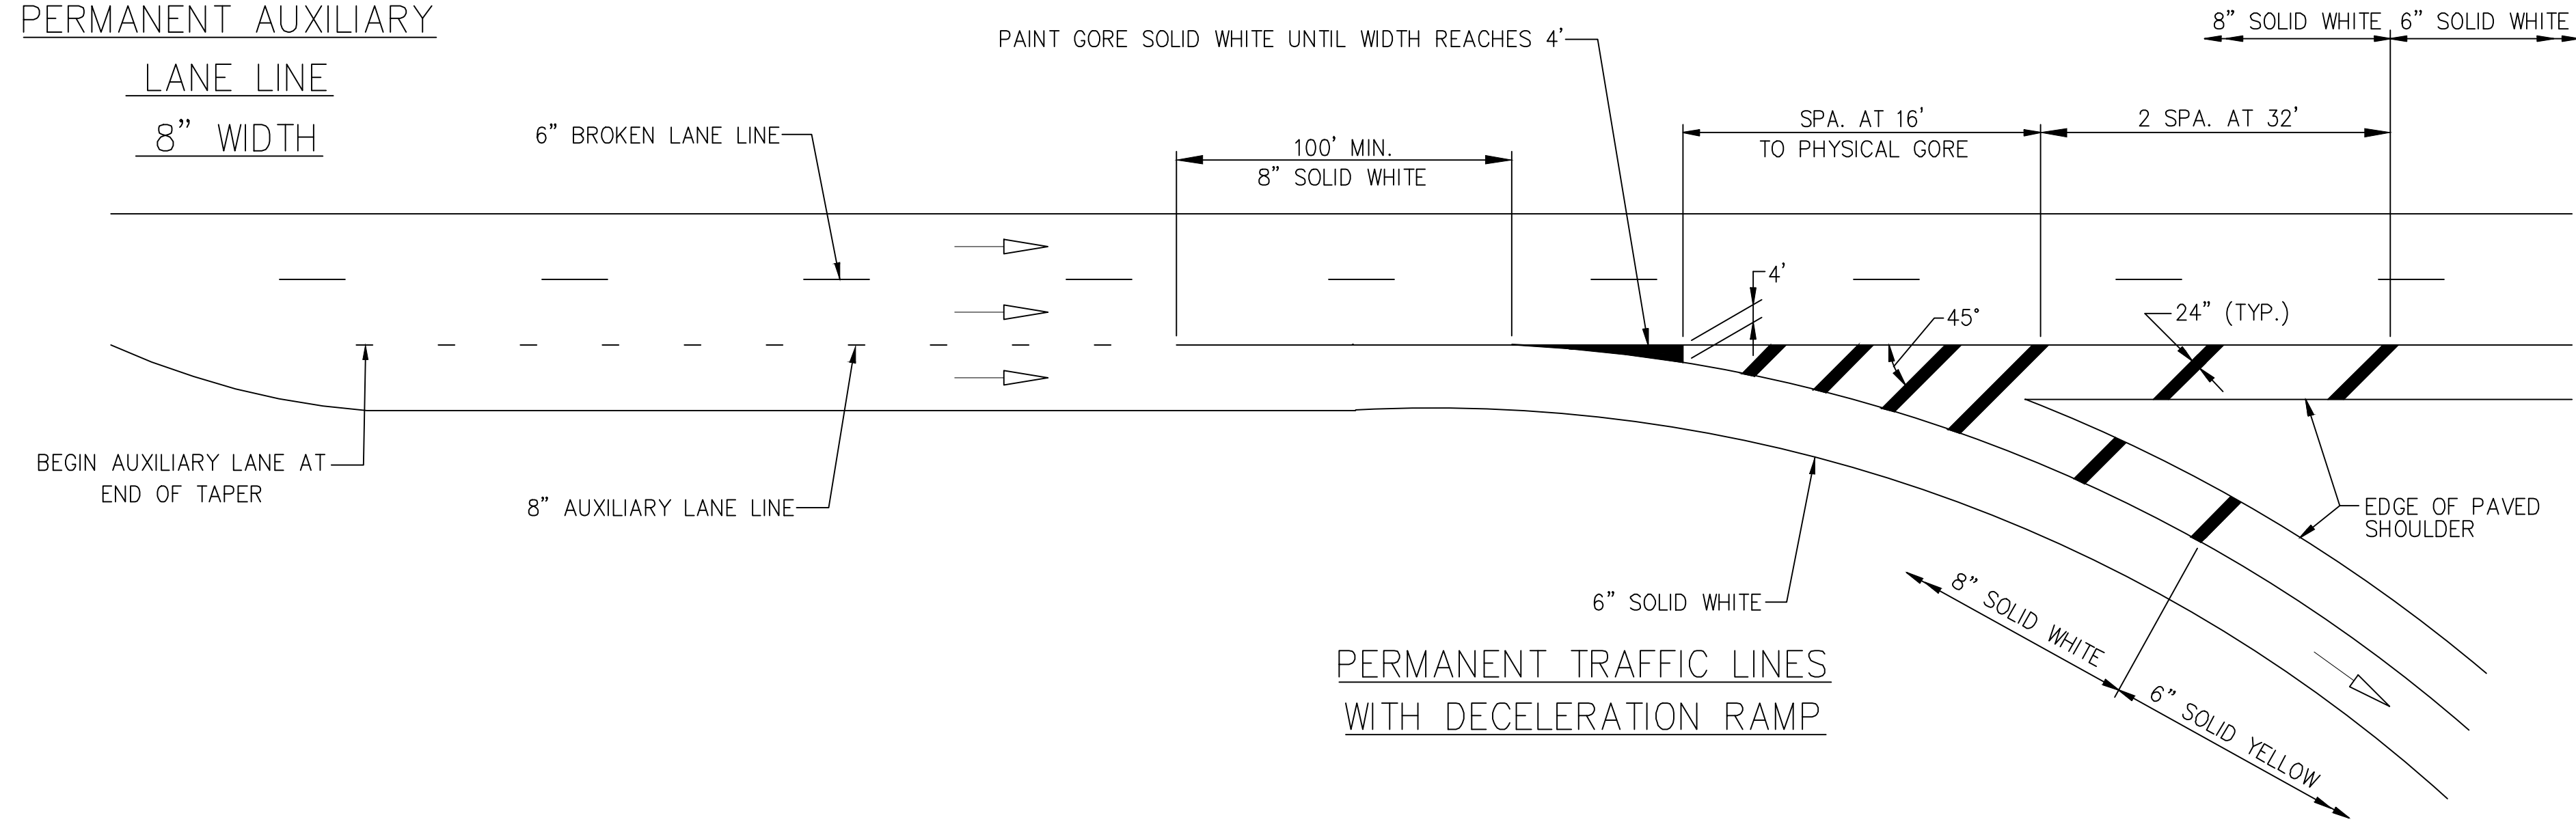 PERMANENT AUXILIARY
LANE LINE
8” WIDTH
PAINT GORE SOLID WHITE UNTIL WIDTH REACHES 4'
8” SOLID WHITE
6” SOLID WHITE
6” BROKEN LANE LINE
100' MIN.
8” SOLID WHITE
SPA. AT 16'
TO PHYSICAL GORE
2 SPA. AT 32'
4'
45°
24” (TYP.)
BEGIN AUXILIARY LANE AT
END OF TAPER
8” AUXILIARY LANE LINE
EDGE OF PAVED
SHOULDER
6” SOLID WHITE
8” SOLID WHITE
6” SOLID YELLOW
PERMANENT TRAFFIC LINES
WITH DECELERATION RAMP